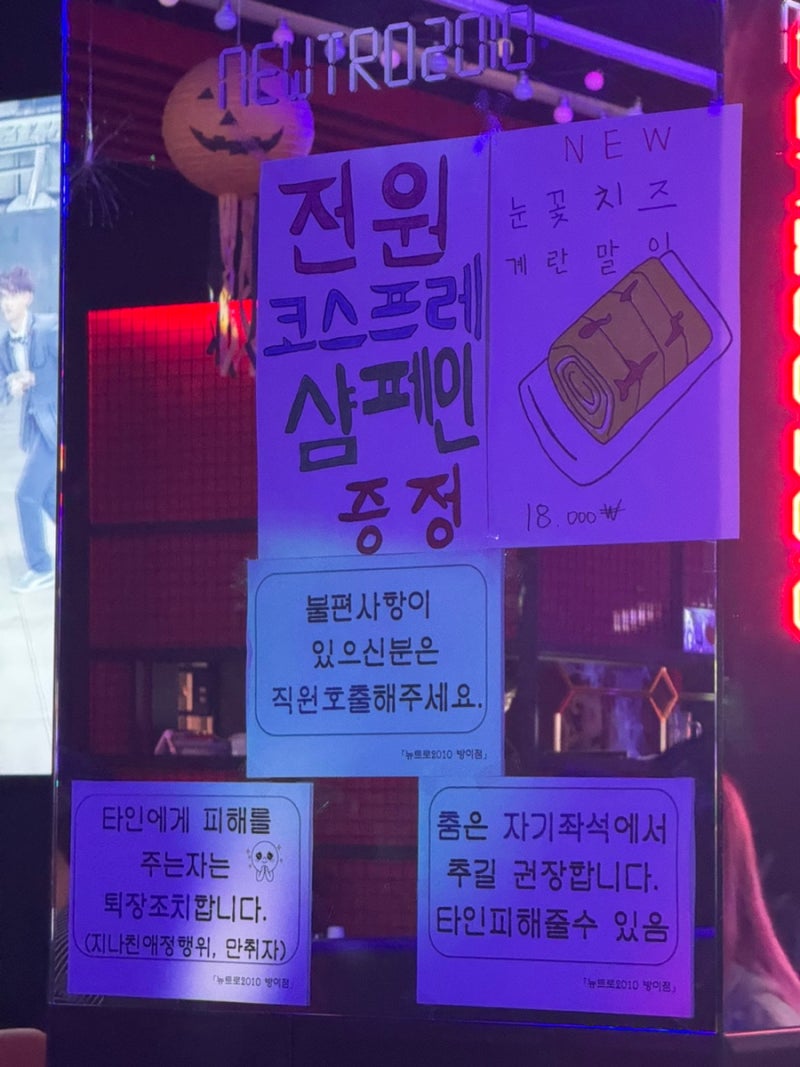 NEWTRO2010
전원
코스프레
샴페인
증정
NEW
눈꽃치즈
계란말이
18.000₩
불편사항이
있으신분은
직원호출해주세요.
「뉴트로2010 방이점」
타인에게 피해를
주는자는
퇴장조치합니다.
(지나친애정행위, 만취자)
「뉴트로2010 방이점」
춤은 자기좌석에서
추길 권장합니다.
타인피해줄수 있음
「뉴트로2010 방이점」